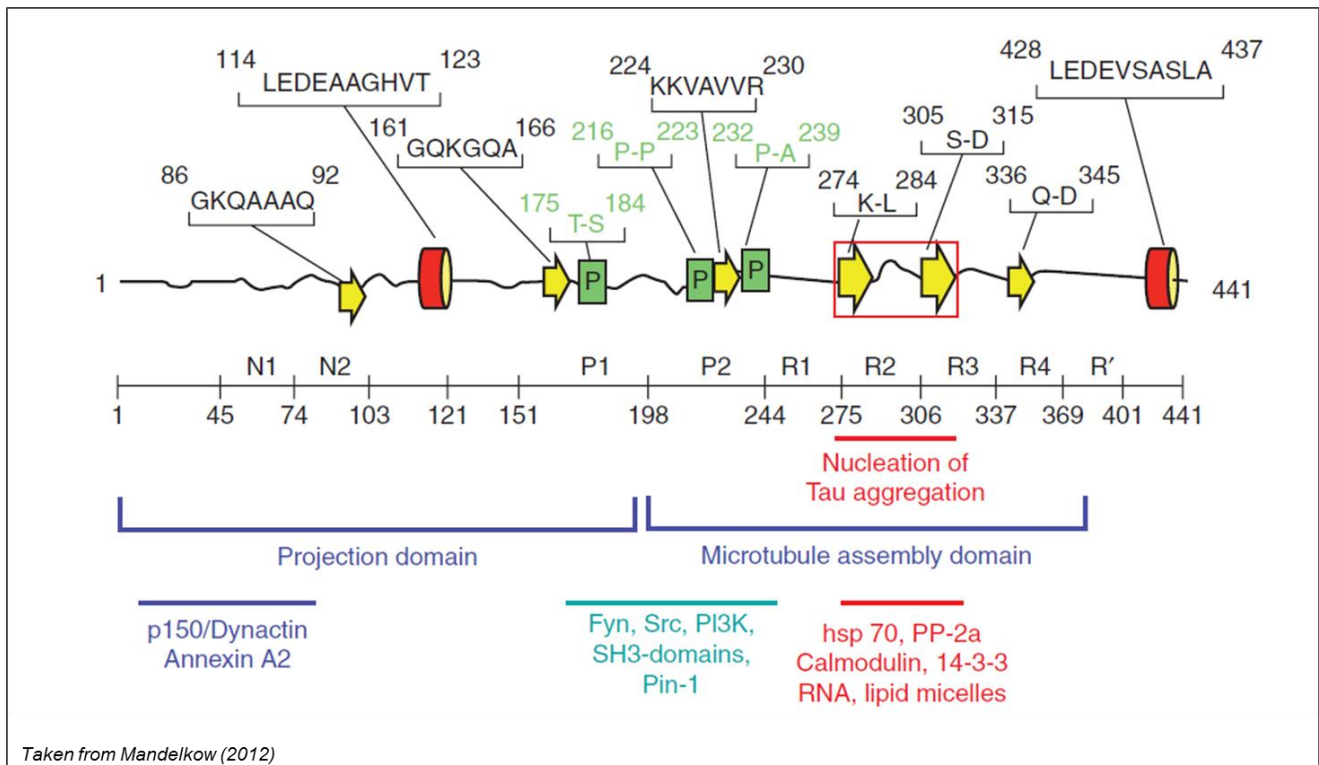 114 LEDEAAGHVT 123
224 KKVAVVR 230
428 LEDEVSASLA 437
161 GQKGQA 166
216 P-P 223
232 P-A 239
305 S-D 315
86 GKQAAAQ 92
175 T-S 184
274 K-L 284
336 Q-D 345
1 P P P 441
N1 N2 P1 P2 R1 R2 R3 R4 R′
1 45 74 103 121 151 198 244 275 306 337 369 401 441
Nucleation of
Tau aggregation
Projection domain
Microtubule assembly domain
p150/Dynactin
Annexin A2
Fyn, Src, PI3K,
SH3-domains,
Pin-1
hsp 70, PP-2a
Calmodulin, 14-3-3
RNA, lipid micelles
Taken from Mandelkow (2012)